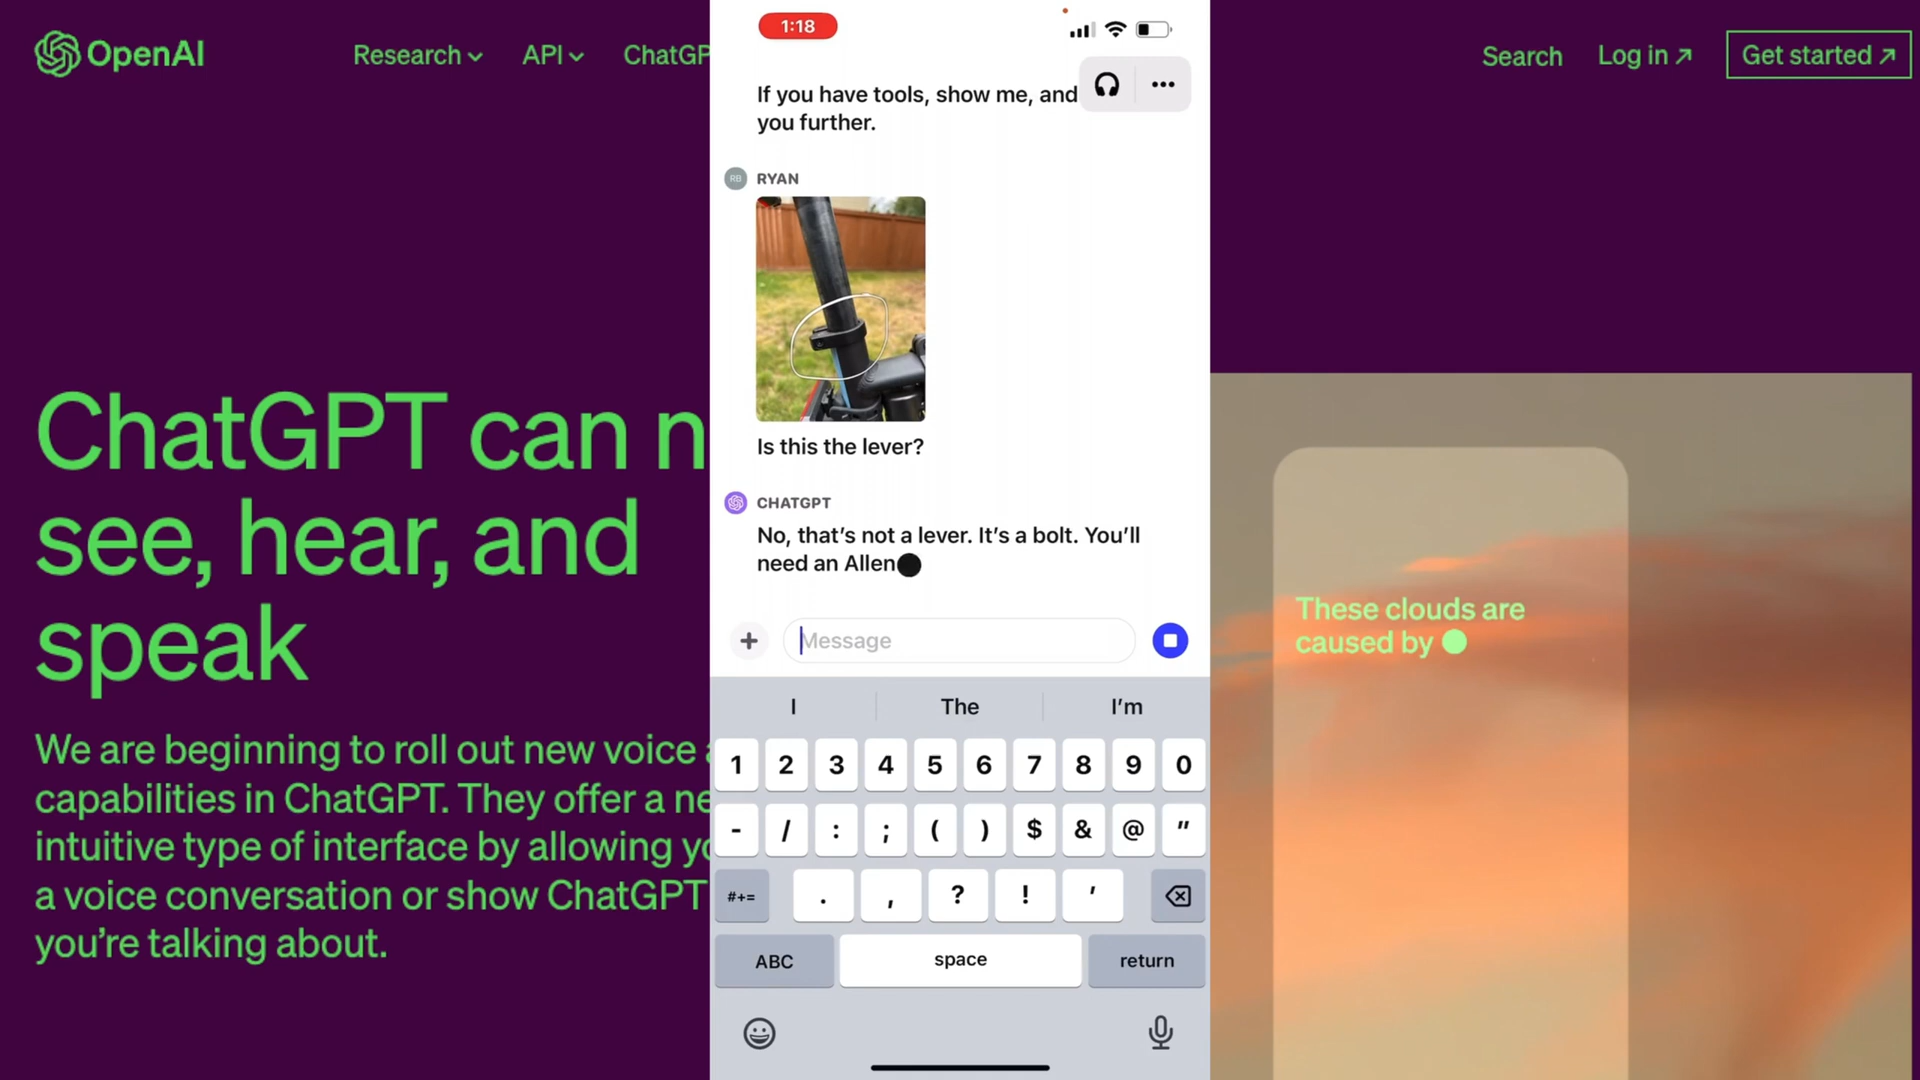 OpenAI
Research
API
ChatGP
Search
Log in ↗
Get started ↗
ChatGPT can n
see, hear, and
speak
We are beginning to roll out new voice a
capabilities in ChatGPT. They offer a ne
intuitive type of interface by allowing yo
a voice conversation or show ChatGPT
you're talking about.
1:18
If you have tools, show me, and
you further.
RB RYAN
Is this the lever?
CHATGPT
No, that's not a lever. It's a bolt. You'll
need an Allen
Message
I The I'm
1 2 3 4 5 6 7 8 9 0
- / : ; ( ) $ & @ "
#+= . , ? ! '
ABC space return
These clouds are
caused by